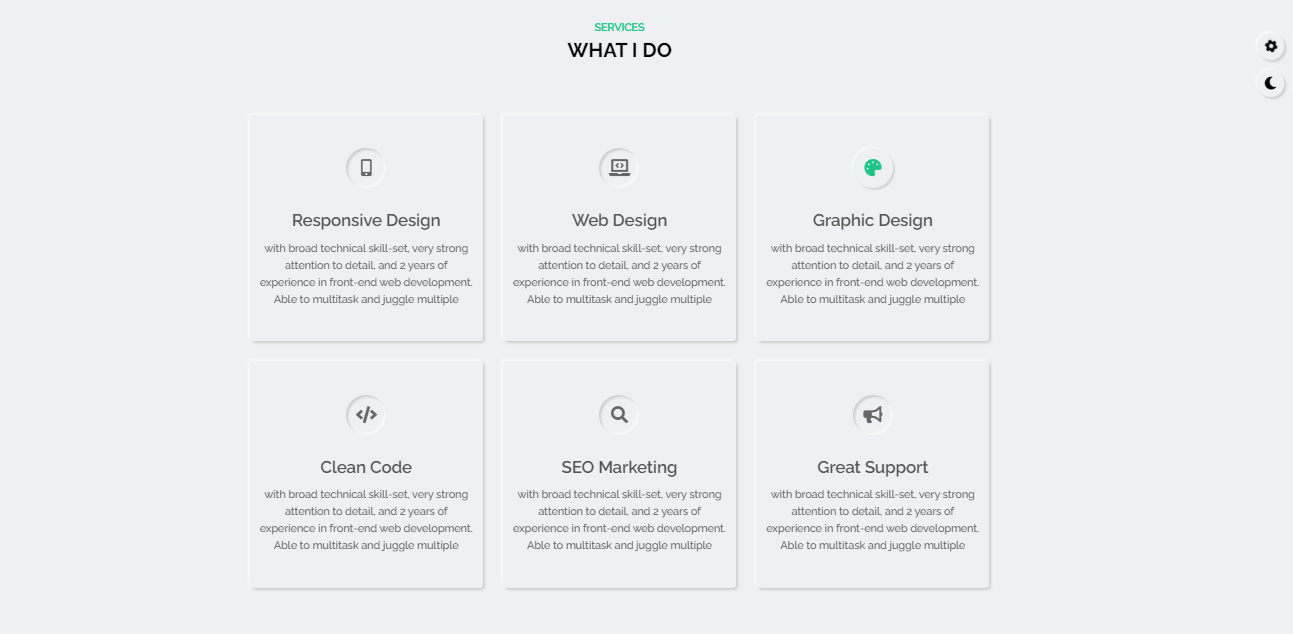 SERVICES
WHAT I DO
Responsive Design
with broad technical skill-set, very strong
attention to detail, and 2 years of
experience in front-end web development.
Able to multitask and juggle multiple
Web Design
with broad technical skill-set, very strong
attention to detail, and 2 years of
experience in front-end web development.
Able to multitask and juggle multiple
Graphic Design
with broad technical skill-set, very strong
attention to detail, and 2 years of
experience in front-end web development.
Able to multitask and juggle multiple
Clean Code
with broad technical skill-set, very strong
attention to detail, and 2 years of
experience in front-end web development.
Able to multitask and juggle multiple
SEO Marketing
with broad technical skill-set, very strong
attention to detail, and 2 years of
experience in front-end web development.
Able to multitask and juggle multiple
Great Support
with broad technical skill-set, very strong
attention to detail, and 2 years of
experience in front-end web development.
Able to multitask and juggle multiple